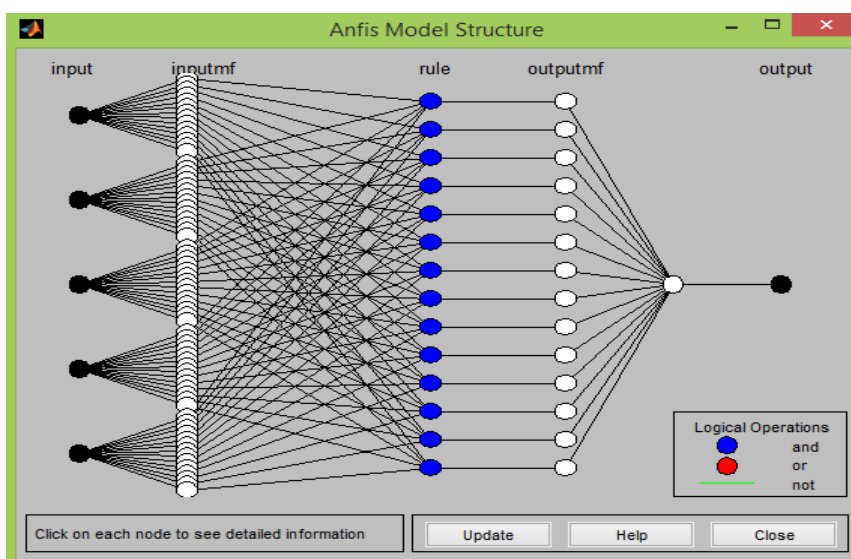 Anfis Model Structure
input inputmf rule outputmf output
Logical Operations
and
or
not
Click on each node to see detailed information
Update Help Close